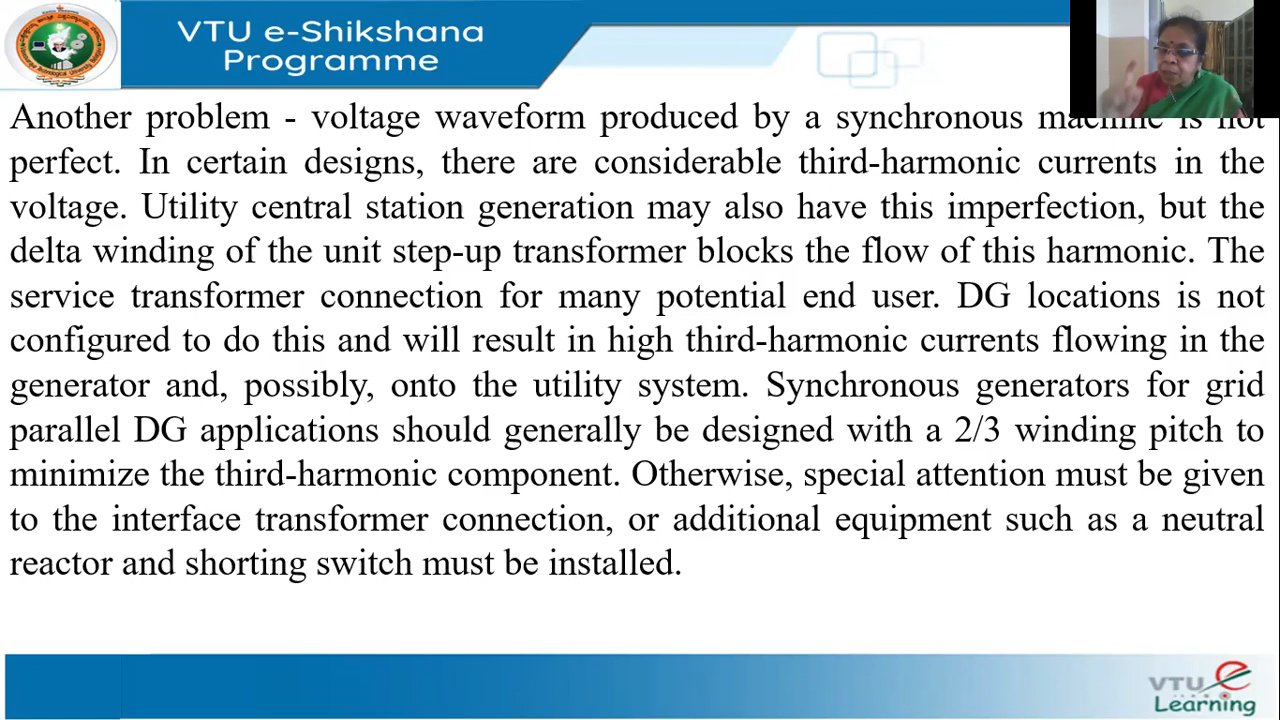 VTU e-Shikshana
Programme
Another problem - voltage waveform produced by a synchronous machine is not
perfect. In certain designs, there are considerable third-harmonic currents in the
voltage. Utility central station generation may also have this imperfection, but the
delta winding of the unit step-up transformer blocks the flow of this harmonic. The
service transformer connection for many potential end user. DG locations is not
configured to do this and will result in high third-harmonic currents flowing in the
generator and, possibly, onto the utility system. Synchronous generators for grid
parallel DG applications should generally be designed with a 2/3 winding pitch to
minimize the third-harmonic component. Otherwise, special attention must be given
to the interface transformer connection, or additional equipment such as a neutral
reactor and shorting switch must be installed.
VTU e
Learning